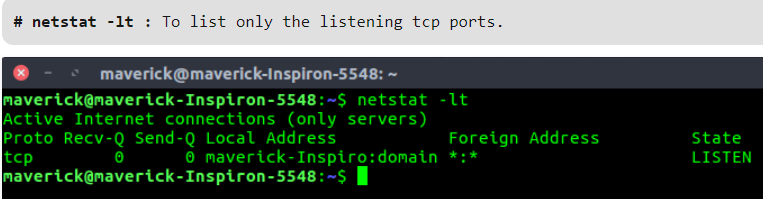 # netstat -lt : To list only the listening tcp ports.
maverick@maverick-Inspiron-5548: ~
maverick@maverick-Inspiron-5548:~$ netstat -lt
Active Internet connections (only servers)
Proto Recv-Q Send-Q Local Address           Foreign Address         State
tcp        0      0 maverick-Inspiro:domain *:*                     LISTEN
maverick@maverick-Inspiron-5548:~$